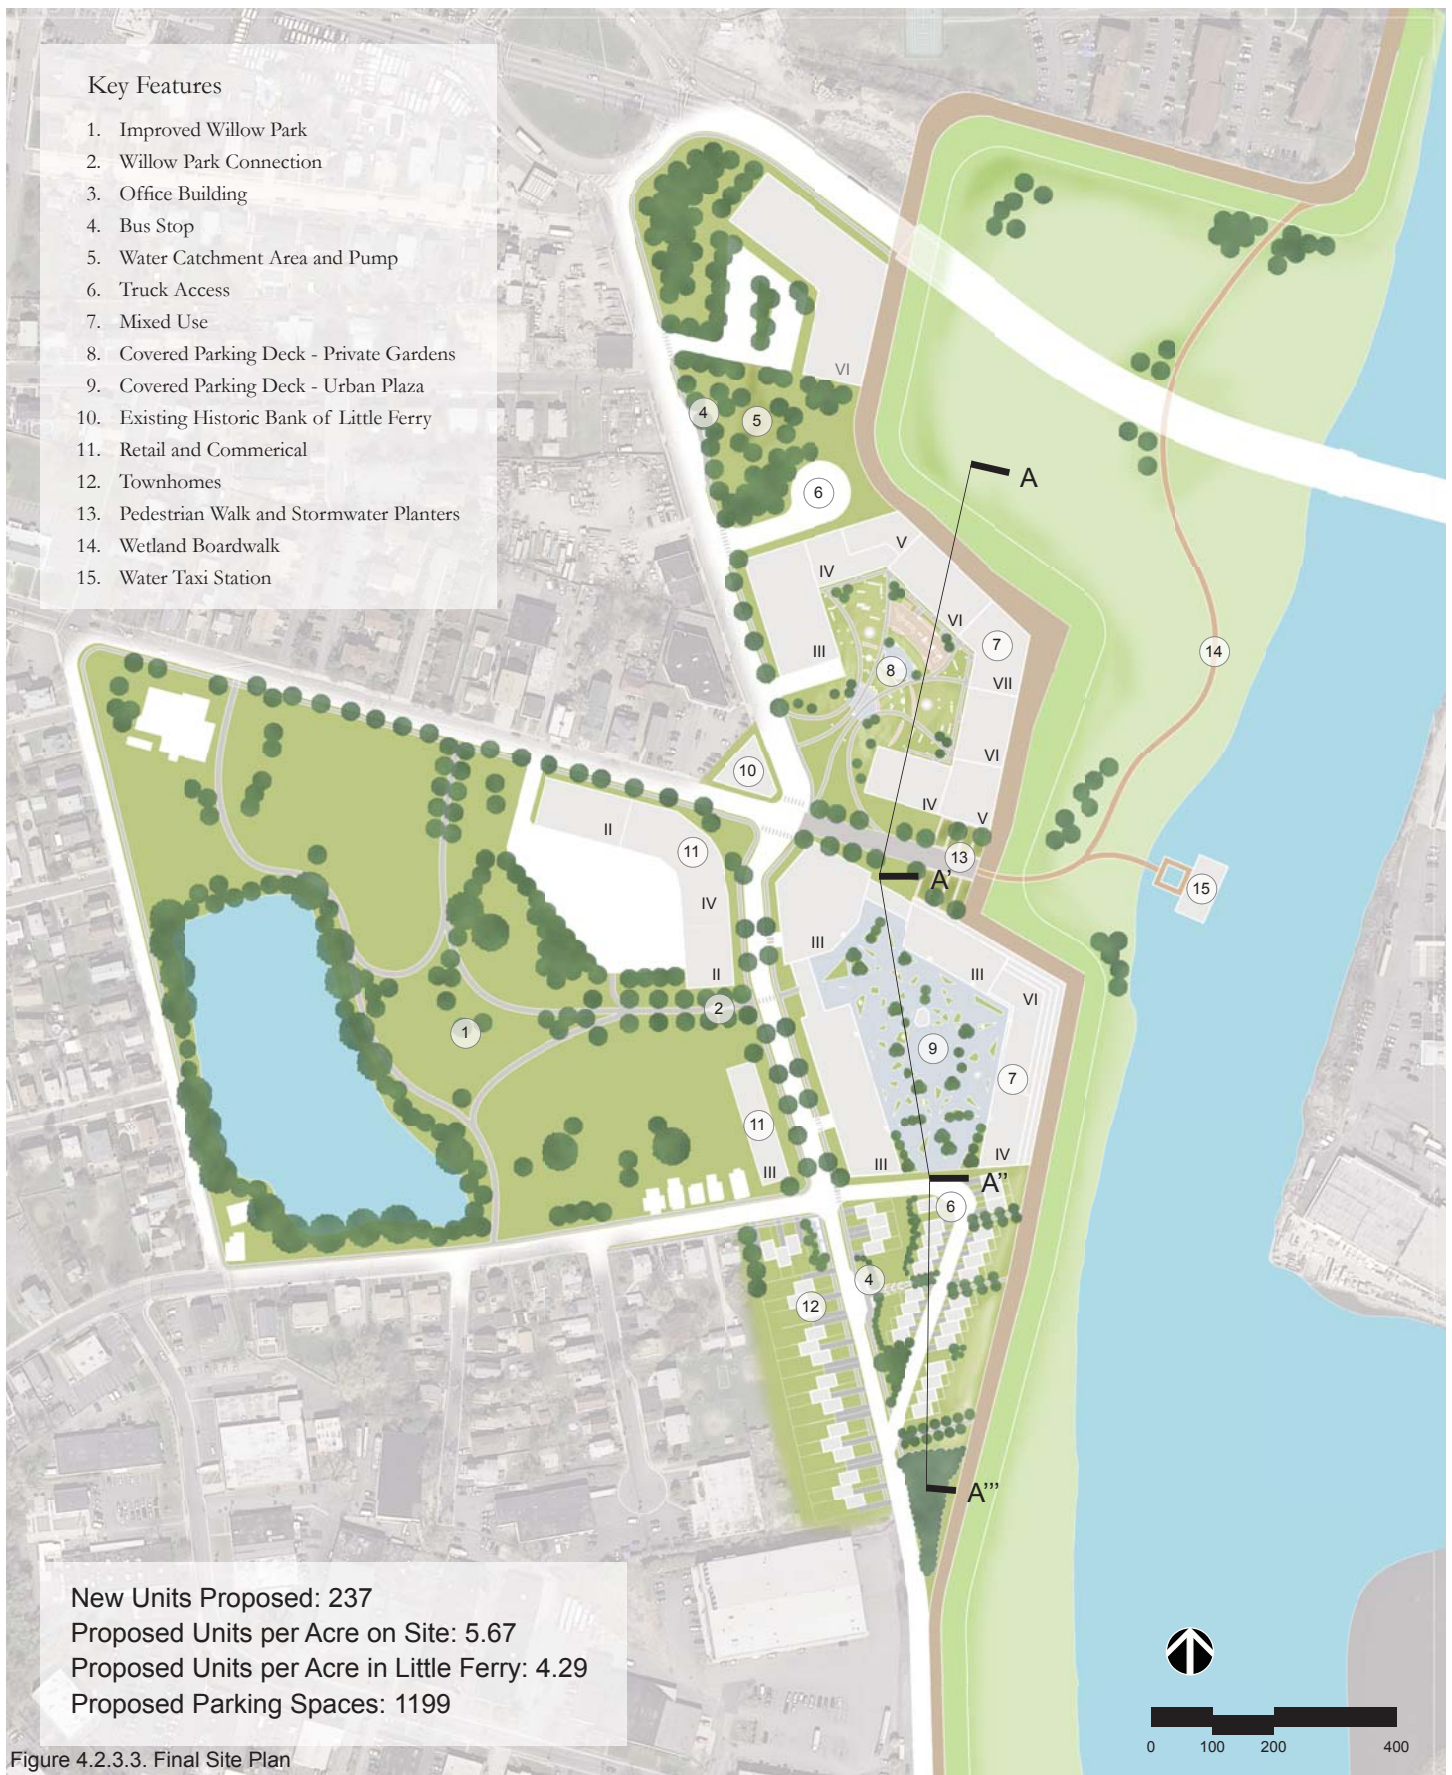 Key Features
1. Improved Willow Park
2. Willow Park Connection
3. Office Building
4. Bus Stop
5. Water Catchment Area and Pump
6. Truck Access
7. Mixed Use
8. Covered Parking Deck - Private Gardens
9. Covered Parking Deck - Urban Plaza
10. Existing Historic Bank of Little Ferry
11. Retail and Commerical
12. Townhomes
13. Pedestrian Walk and Stormwater Planters
14. Wetland Boardwalk
15. Water Taxi Station
VI
4
5
A
6
V
IV
VI
7
III
14
8
VII
VI
10
IV
V
II
11
13
A'
15
IV
III
II
III
VI
2
1
9
7
11
III
III
IV
A''
6
4
12
A'''
New Units Proposed: 237
Proposed Units per Acre on Site: 5.67
Proposed Units per Acre in Little Ferry: 4.29
Proposed Parking Spaces: 1199
0 100 200 400
Figure 4.2.3.3. Final Site Plan